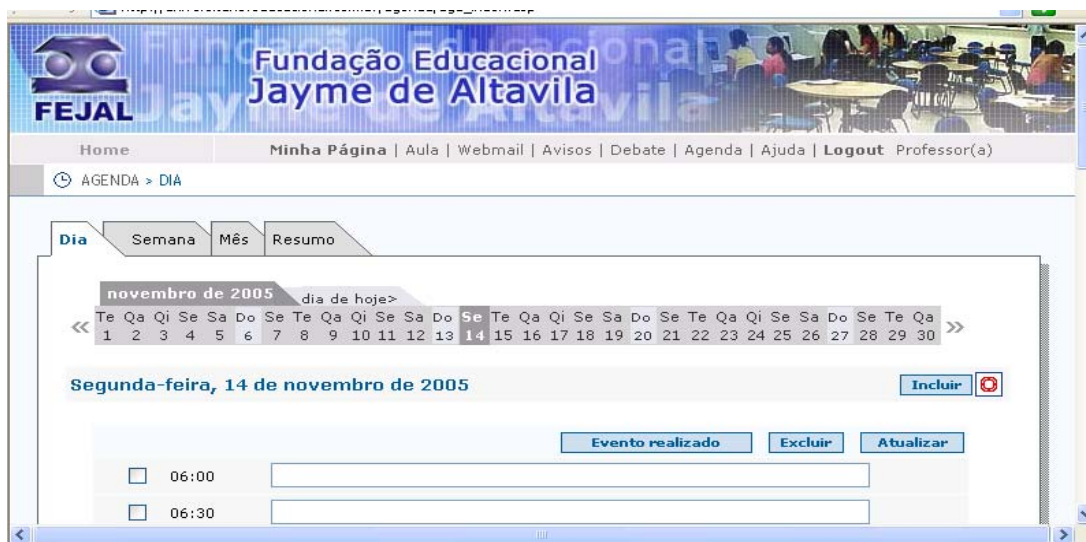 Fundação Educacional
Jayme de Altavila
FEJAL
Home Minha Página | Aula | Webmail | Avisos | Debate | Agenda | Ajuda | Logout Professor(a)
AGENDA > DIA
Dia Semana Mês Resumo
novembro de 2005 dia de hoje>
Te Qa Qi Se Sa Do Se Te Qa Qi Se Sa Do Se Te Qa Qi Se Sa Do Se Te Qa Qi Se Sa Do Se Te Qa
« 1 2 3 4 5 6 7 8 9 10 11 12 13 14 15 16 17 18 19 20 21 22 23 24 25 26 27 28 29 30 »
Segunda-feira, 14 de novembro de 2005 Incluir
Evento realizado Excluir Atualizar
06:00
06:30